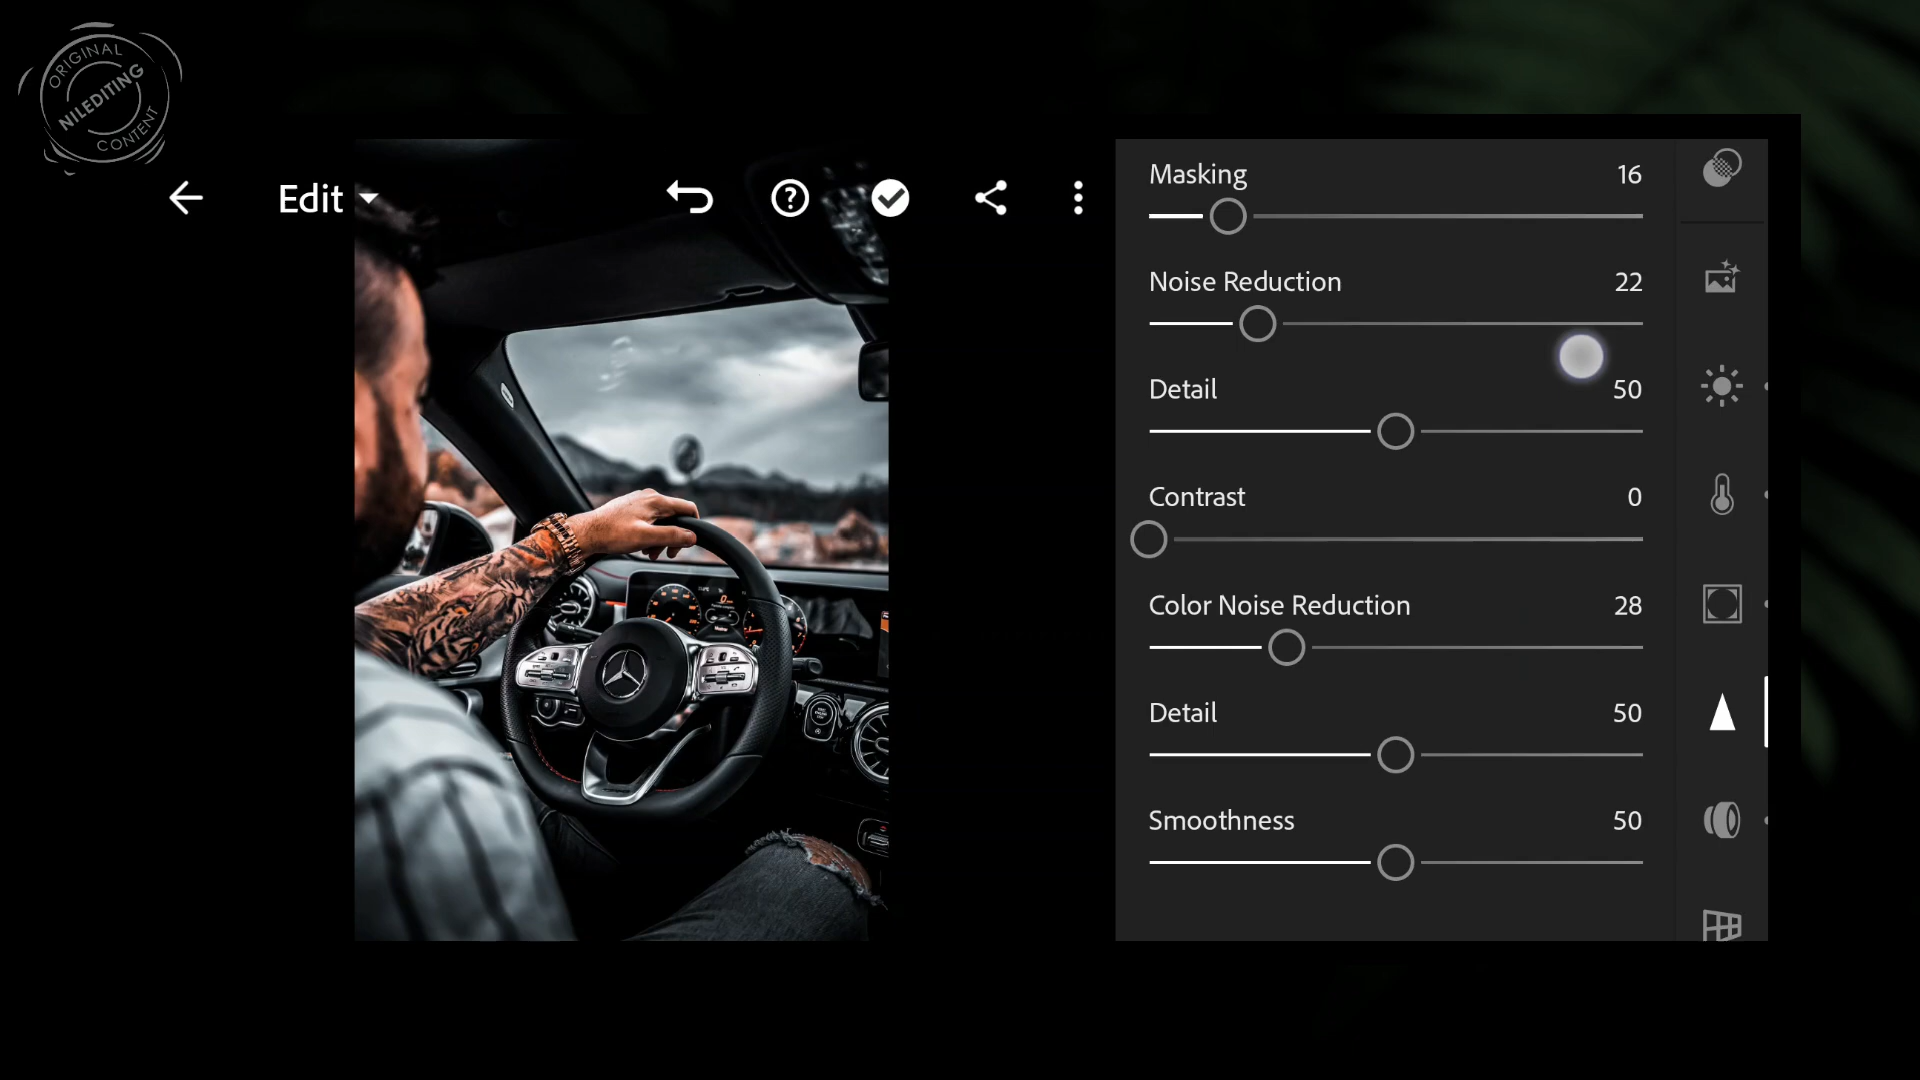 ORIGINAL
NILEDITING
CONTENT
Edit
Masking 16
Noise Reduction 22
Detail 50
Contrast 0
Color Noise Reduction 28
Detail 50
Smoothness 50